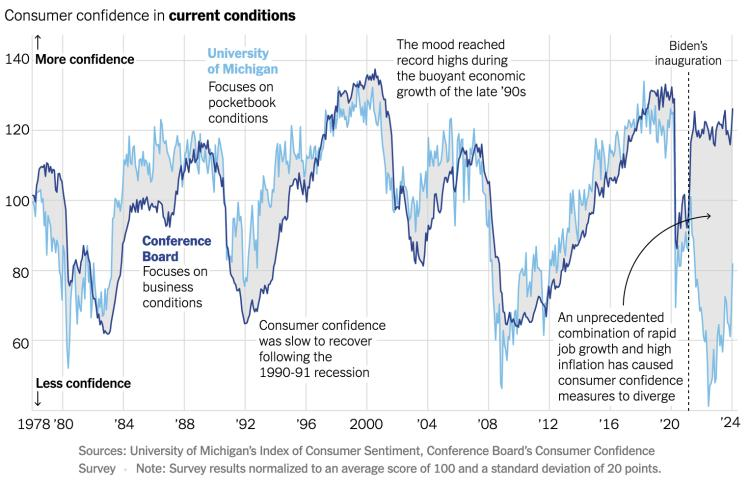 Consumer confidence in current conditions
140
↑
More confidence
University
of Michigan
Focuses on
pocketbook
conditions
The mood reached
record highs during
the buoyant economic
growth of the late ’90s
Biden’s
inauguration
120
100
Conference
Board
Focuses on
business
conditions
80
60
Consumer confidence
was slow to recover
following the
1990-91 recession
An unprecedented
combination of rapid
job growth and high
inflation has caused
consumer confidence
measures to diverge
Less confidence
↓
1978 ’80 ’84 ’88 ’92 ’96 2000 ’04 ’08 ’12 ’16 ’20 ’24
Sources: University of Michigan’s Index of Consumer Sentiment, Conference Board’s Consumer Confidence
Survey • Note: Survey results normalized to an average score of 100 and a standard deviation of 20 points.